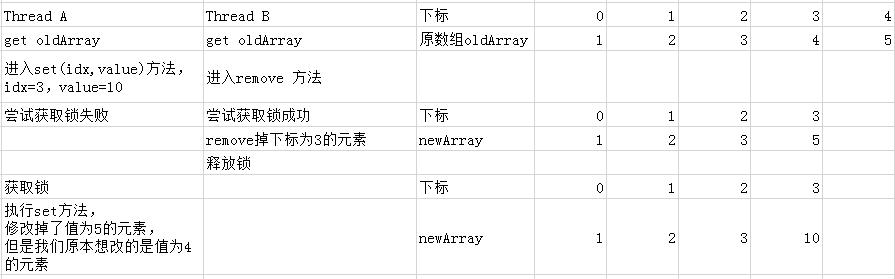 Thread A Thread B 下标 0 1 2 3 4
get oldArray get oldArray 原数组oldArray 1 2 3 4 5
进入set(idx,value)方法，
idx=3，value=10
进入remove 方法
尝试获取锁失败 尝试获取锁成功 下标 0 1 2 3
remove掉下标为3的元素 newArray 1 2 3 5
释放锁
获取锁 下标 0 1 2 3
执行set方法，
修改掉了值为5的元素，
但是我们原本想改的是值为4
的元素
newArray 1 2 3 10